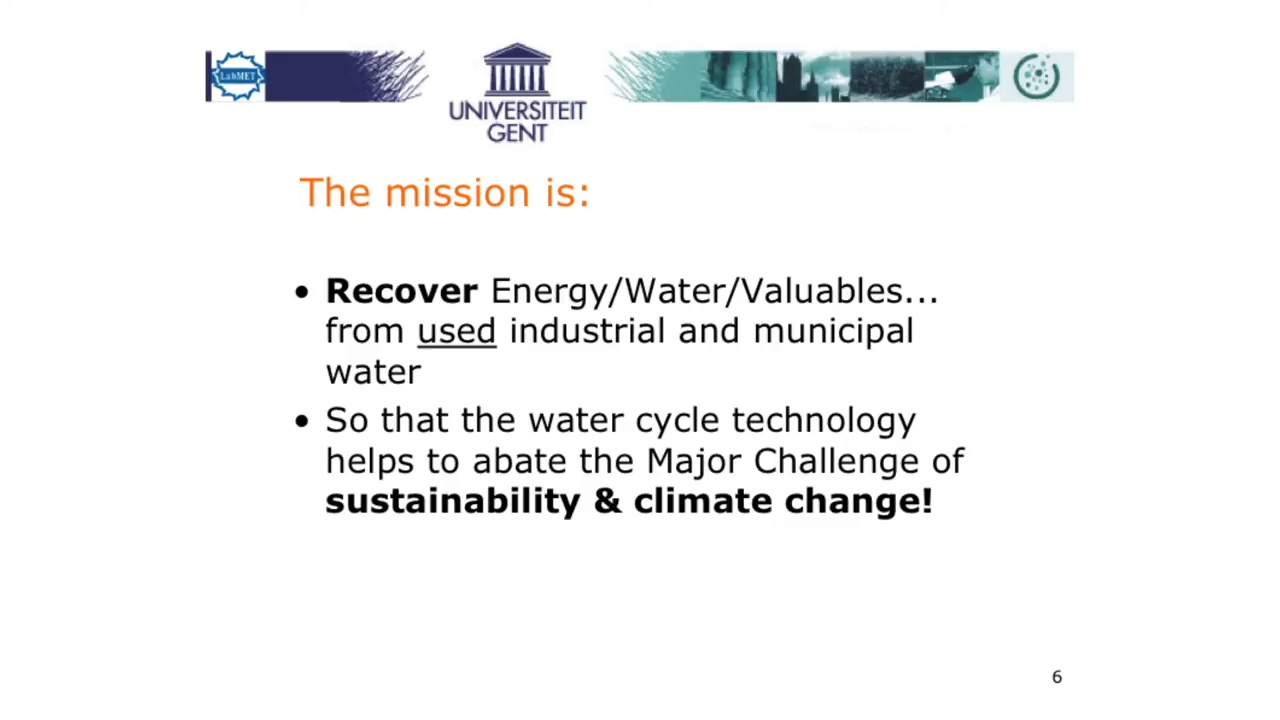 LabMET
UNIVERSITEIT
GENT
The mission is:
• Recover Energy/Water/Valuables...
from used industrial and municipal
water
• So that the water cycle technology
helps to abate the Major Challenge of
sustainability & climate change!
6